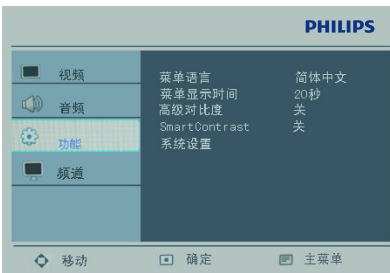 PHILIPS
视频
音频
功能
频道
菜单语言 简体中文
菜单显示时间 20秒
高级对比度 关
SmartContrast 关
系统设置
移动 确定 主菜单